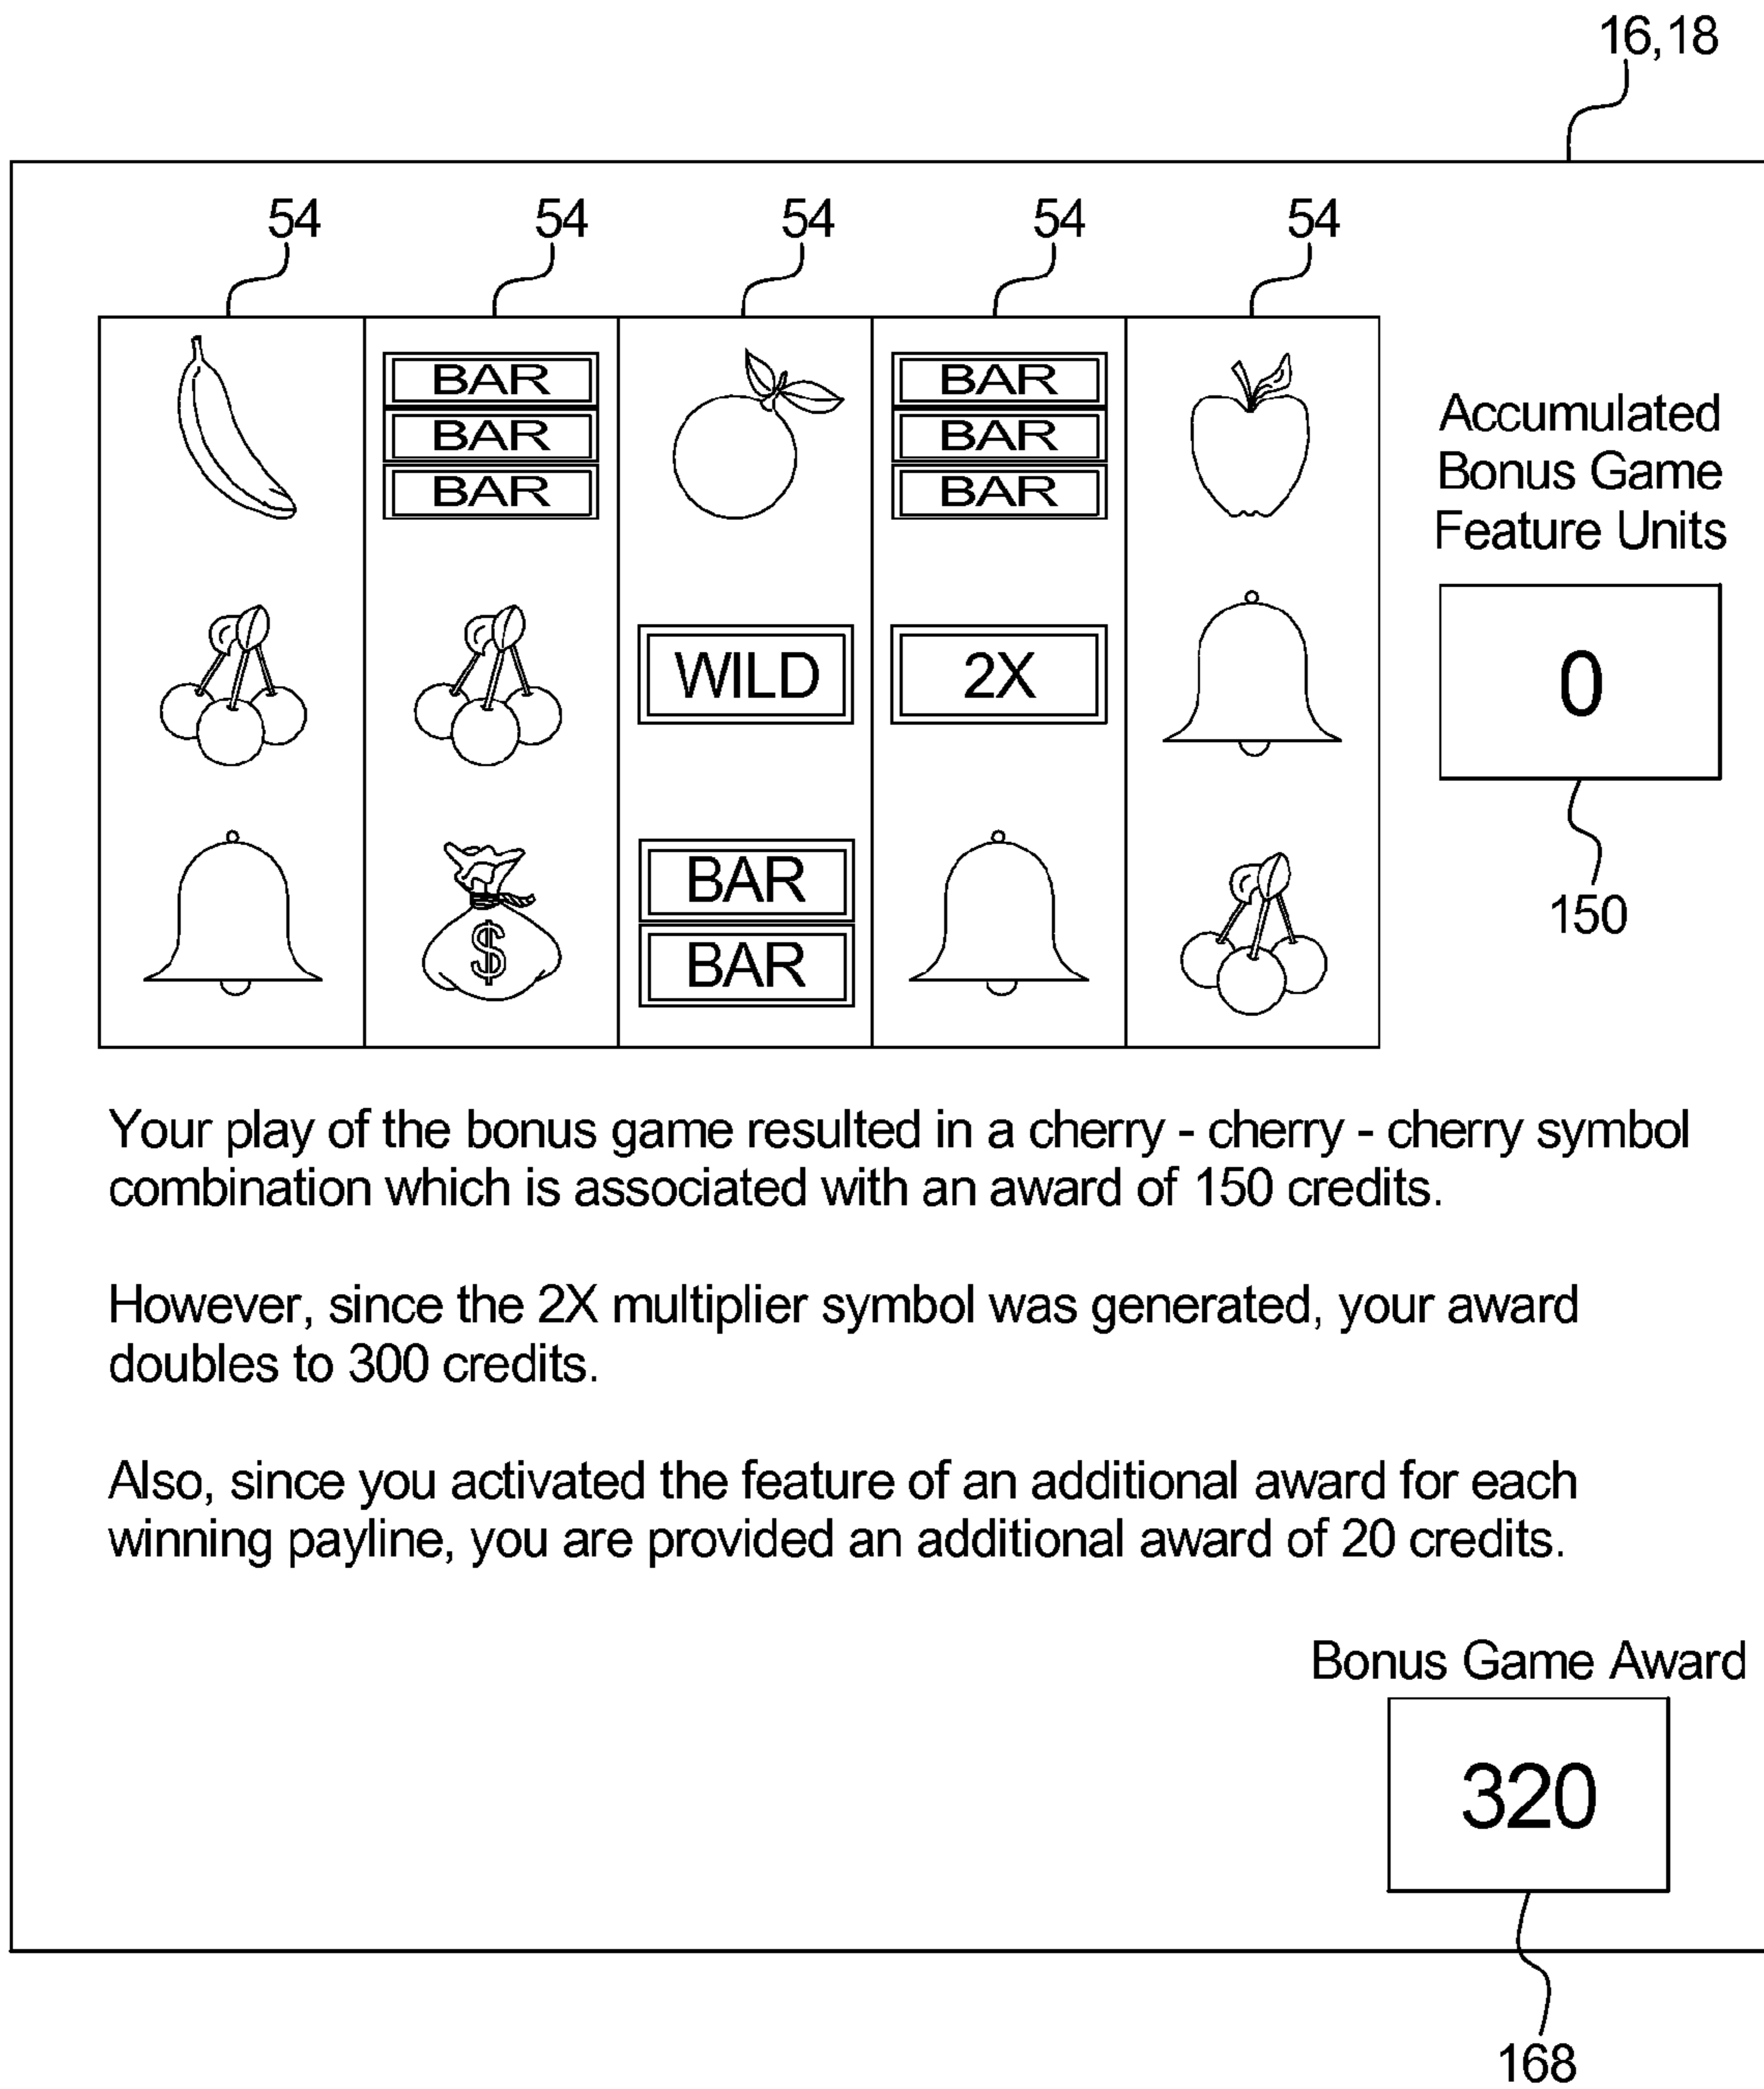 16,18
54 54 54 54 54
BAR BAR
BAR BAR
BAR BAR
Accumulated
Bonus Game
Feature Units
WILD 2X
0
BAR
$
BAR
150
Your play of the bonus game resulted in a cherry - cherry - cherry symbol
combination which is associated with an award of 150 credits.
However, since the 2X multiplier symbol was generated, your award
doubles to 300 credits.
Also, since you activated the feature of an additional award for each
winning payline, you are provided an additional award of 20 credits.
Bonus Game Award
320
168